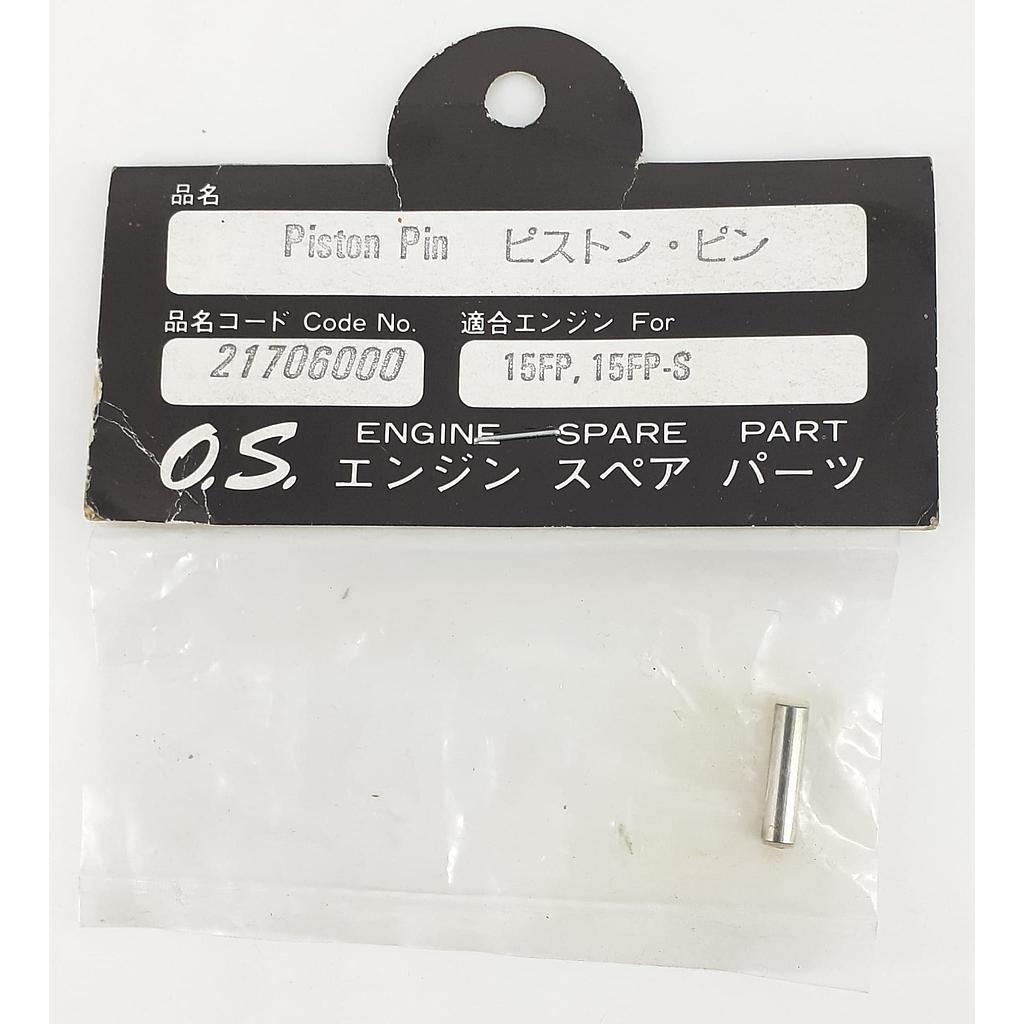 品名
Piston Pin ピストン・ピン
品名コード Code No. 適合エンジン For
21706000 15FP, 15FP-S
O.S. ENGINE SPARE PART
エンジン スペア パーツ